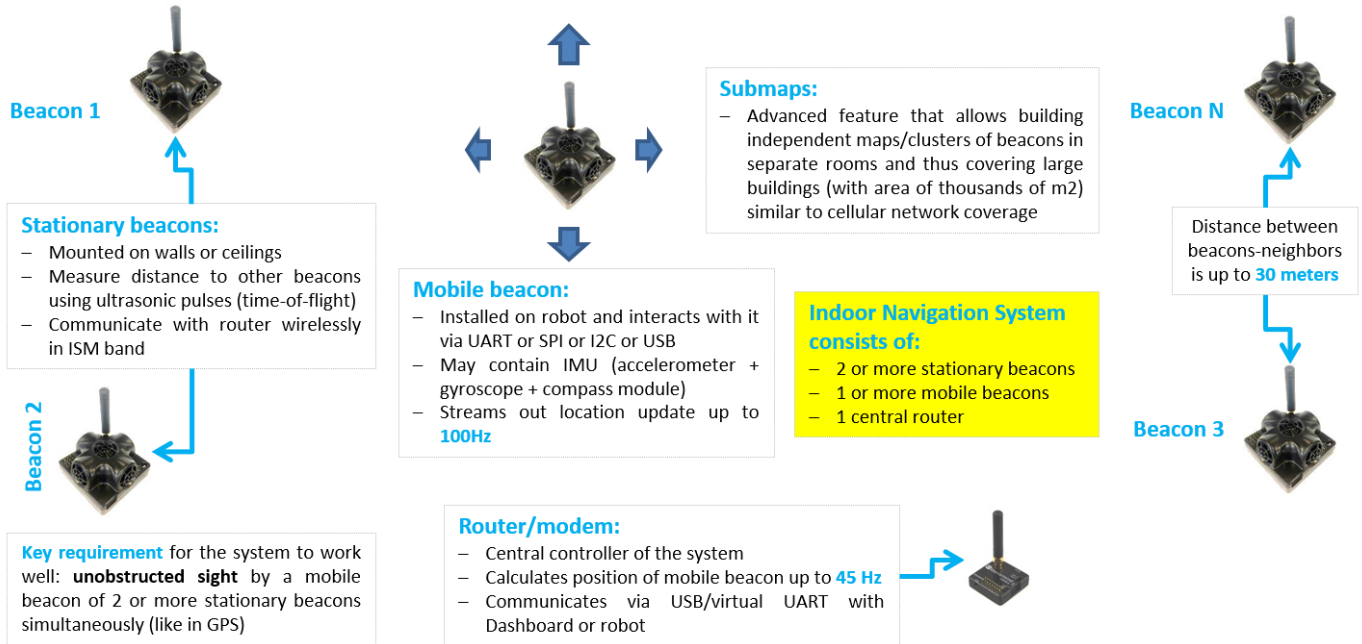 Beacon 1
Stationary beacons:
– Mounted on walls or ceilings
– Measure distance to other beacons
using ultrasonic pulses (time-of-flight)
– Communicate with router wirelessly
in ISM band
Beacon 2
Key requirement for the system to work
well: unobstructed sight by a mobile
beacon of 2 or more stationary beacons
simultaneously (like in GPS)
Mobile beacon:
– Installed on robot and interacts with it
via UART or SPI or I2C or USB
– May contain IMU (accelerometer +
gyroscope + compass module)
– Streams out location update up to
100Hz
Submaps:
– Advanced feature that allows building
independent maps/clusters of beacons in
separate rooms and thus covering large
buildings (with area of thousands of m2)
similar to cellular network coverage
Indoor Navigation System
consists of:
– 2 or more stationary beacons
– 1 or more mobile beacons
– 1 central router
Router/modem:
– Central controller of the system
– Calculates position of mobile beacon up to 45 Hz
– Communicates via USB/virtual UART with
Dashboard or robot
Beacon N
Distance between
beacons-neighbors
is up to 30 meters
Beacon 3